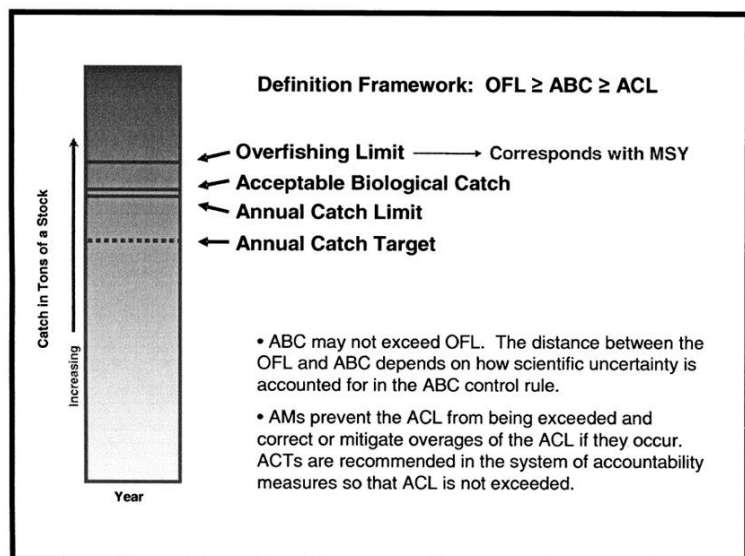 Definition Framework: OFL ≥ ABC ≥ ACL
Overfishing Limit
Corresponds with MSY
Acceptable Biological Catch
Annual Catch Limit
Annual Catch Target
Catch in Tons of a Stock
Increasing
Year
• ABC may not exceed OFL. The distance between the
OFL and ABC depends on how scientific uncertainty is
accounted for in the ABC control rule.
• AMs prevent the ACL from being exceeded and
correct or mitigate overages of the ACL if they occur.
ACTs are recommended in the system of accountability
measures so that ACL is not exceeded.